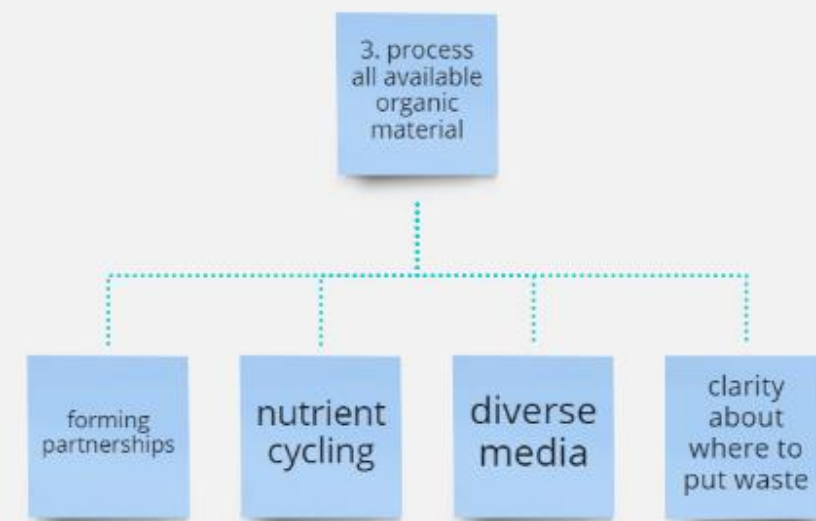 3. process
all available
organic
material
forming
partnerships
nutrient
cycling
diverse
media
clarity
about
where to
put waste